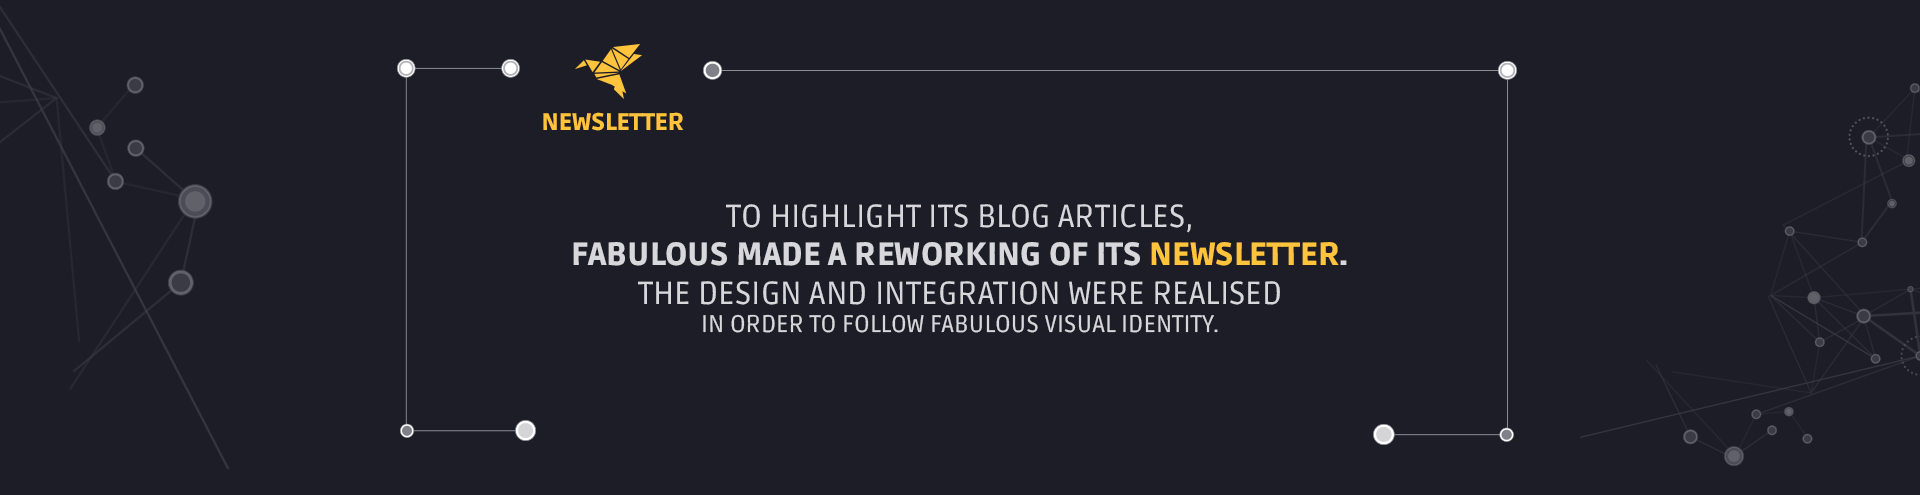 NEWSLETTER
TO HIGHLIGHT ITS BLOG ARTICLES,
FABULOUS MADE A REWORKING OF ITS NEWSLETTER.
THE DESIGN AND INTEGRATION WERE REALISED
IN ORDER TO FOLLOW FABULOUS VISUAL IDENTITY.